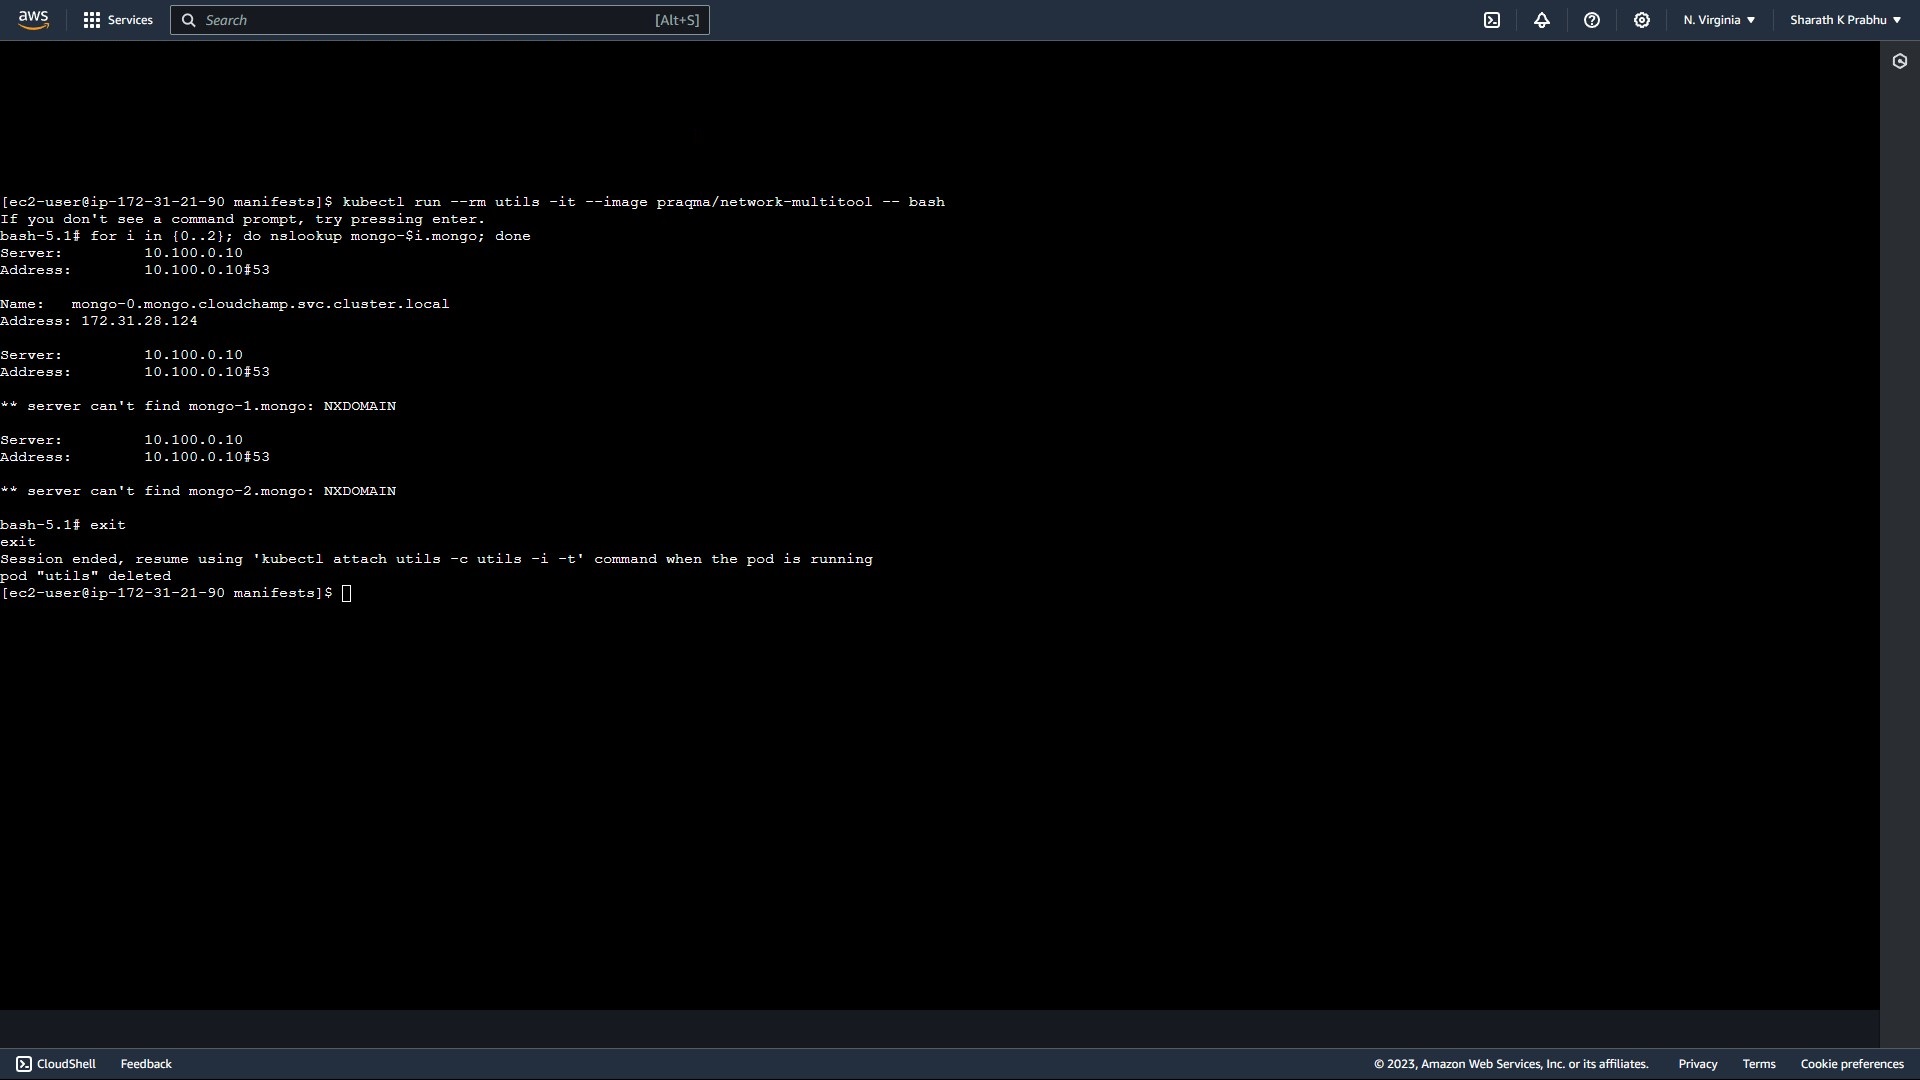 aws
Services
Search
[Alt+S]
N. Virginia
Sharath K Prabhu
[ec2-user@ip-172-31-21-90 manifests]$ kubectl run --rm utils -it --image praqma/network-multitool -- bash
If you don't see a command prompt, try pressing enter.
bash-5.1# for i in {0..2}; do nslookup mongo-$i.mongo; done
Server:         10.100.0.10
Address:        10.100.0.10#53
Name:   mongo-0.mongo.cloudchamp.svc.cluster.local
Address: 172.31.28.124
Server:         10.100.0.10
Address:        10.100.0.10#53
** server can't find mongo-1.mongo: NXDOMAIN
Server:         10.100.0.10
Address:        10.100.0.10#53
** server can't find mongo-2.mongo: NXDOMAIN
bash-5.1# exit
exit
Session ended, resume using 'kubectl attach utils -c utils -i -t' command when the pod is running
pod "utils" deleted
[ec2-user@ip-172-31-21-90 manifests]$
CloudShell
Feedback
© 2023, Amazon Web Services, Inc. or its affiliates.
Privacy
Terms
Cookie preferences